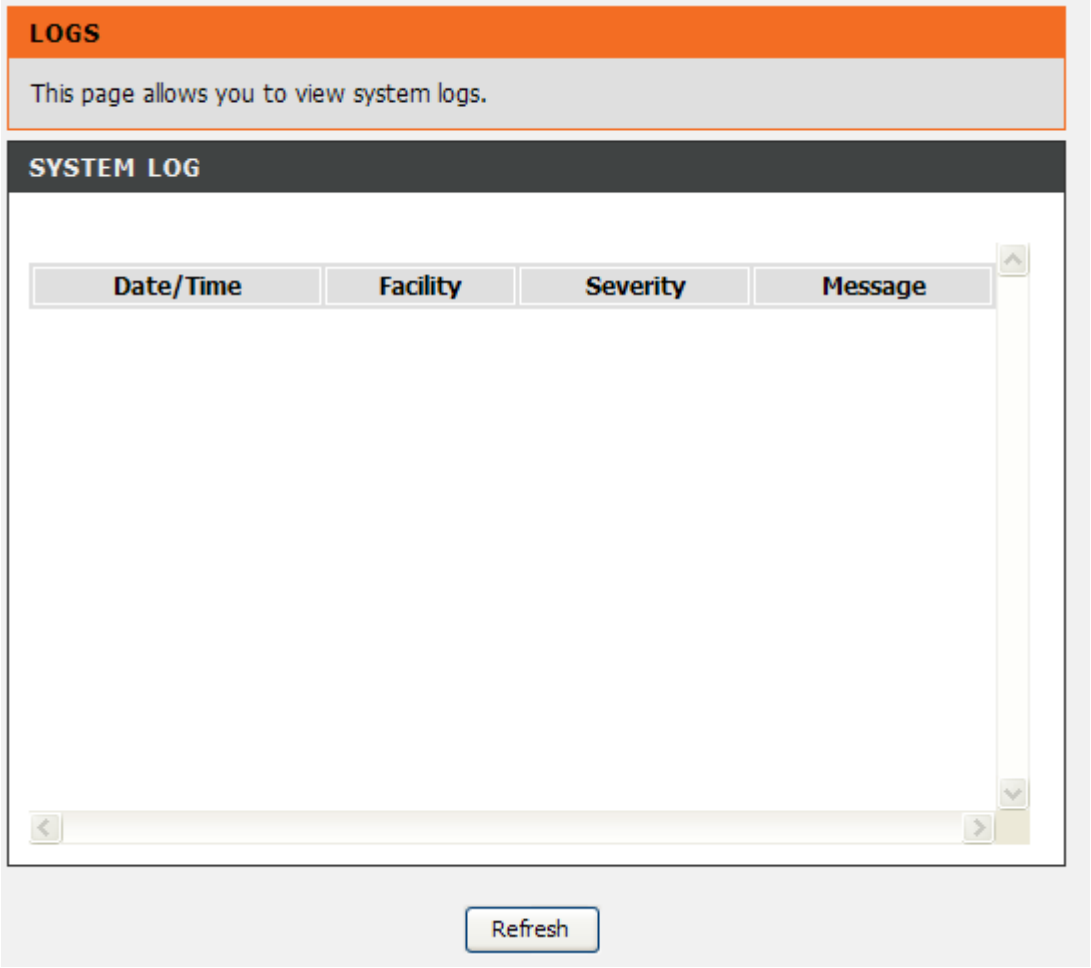 LOGS
This page allows you to view system logs.
SYSTEM LOG
Date/Time Facility Severity Message
Refresh